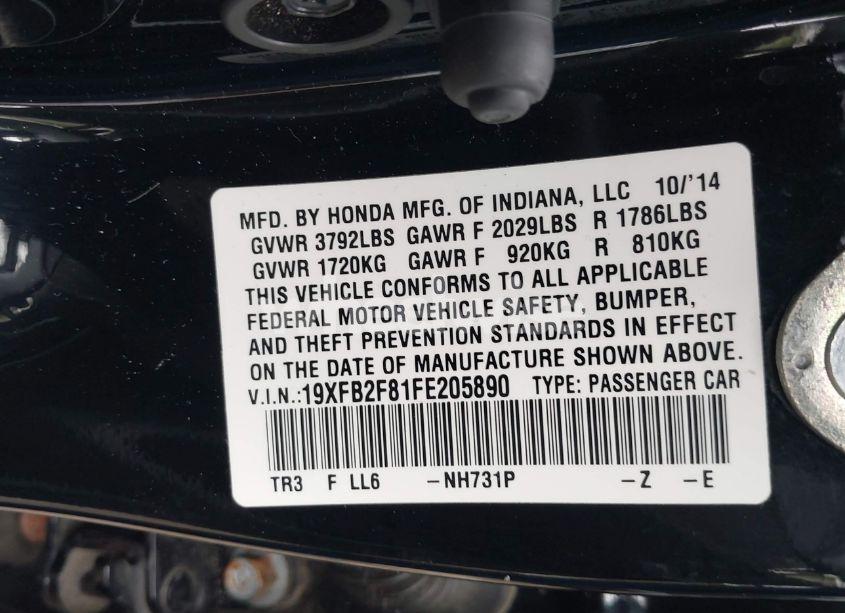 MFD. BY HONDA MFG. OF INDIANA, LLC 10/'14
GVWR 3792LBS GAWR F 2029LBS R 1786LBS
GVWR 1720KG GAWR F 920KG R 810KG
THIS VEHICLE CONFORMS TO ALL APPLICABLE
FEDERAL MOTOR VEHICLE SAFETY, BUMPER,
AND THEFT PREVENTION STANDARDS IN EFFECT
ON THE DATE OF MANUFACTURE SHOWN ABOVE.
V.I.N.:19XFB2F81FE205890 TYPE: PASSENGER CAR
TR3 F LL6 -NH731P -Z -E